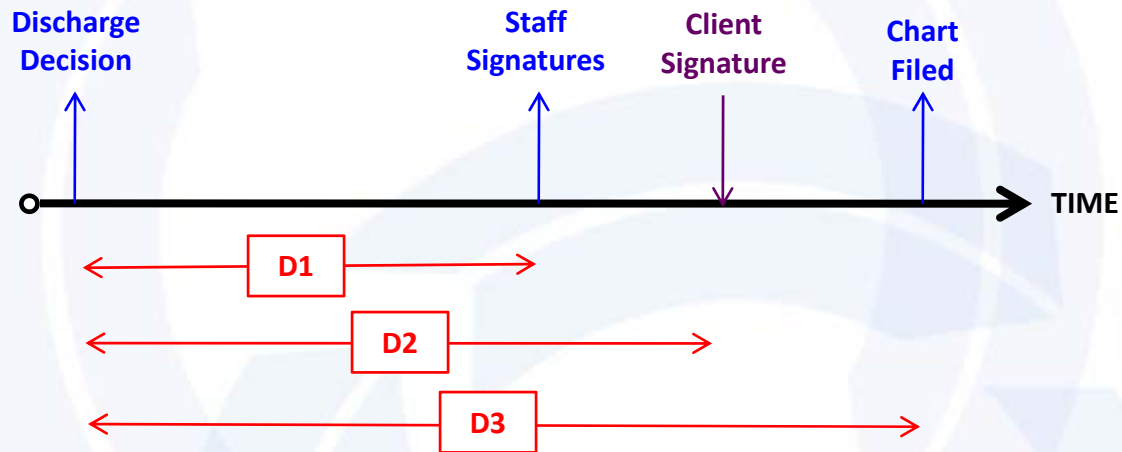 Discharge
Decision
Staff
Signatures
Client
Signature
Chart
Filed
TIME
D1
D2
D3